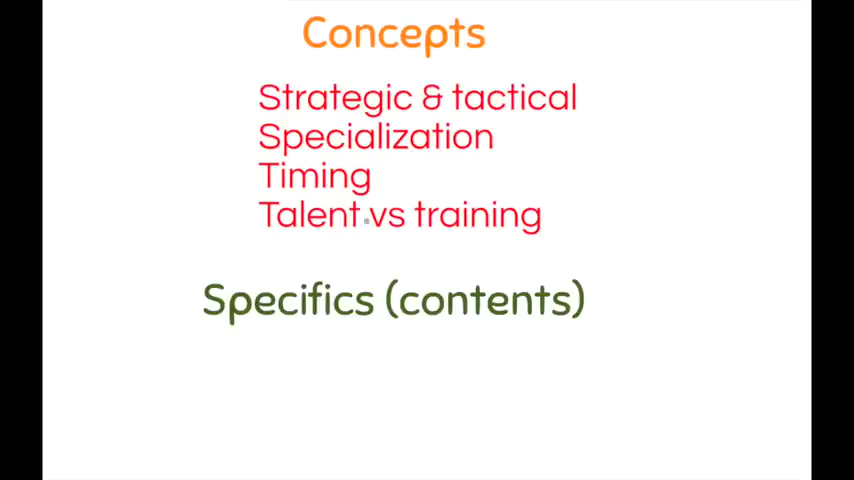 Concepts
Strategic & tactical
Specialization
Timing
Talent vs training
Specifics (contents)